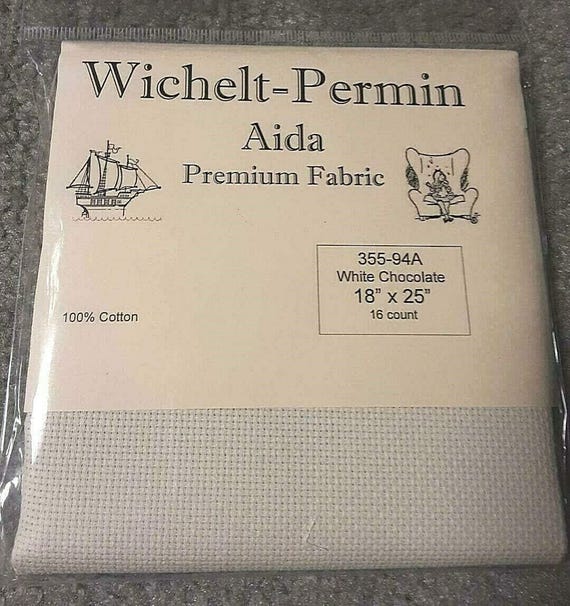 Wichelt-Permin
Aida
Premium Fabric
355-94A
White Chocolate
18” x 25”
16 count
100% Cotton